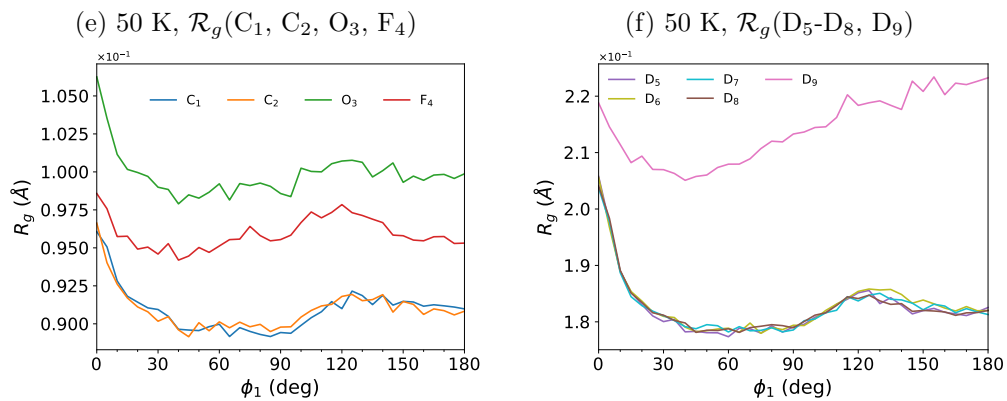 (e) 50 K, 𝓡g(C₁, C₂, O₃, F₄)
×10⁻¹
C₁ C₂ O₃ F₄
1.050
1.025
1.000
0.975
0.950
0.925
0.900
Rg (Å)
0 30 60 90 120 150 180
ϕ₁ (deg)
(f) 50 K, 𝓡g(D₅-D₈, D₉)
×10⁻¹
D₅ D₇ D₉
D₆ D₈
2.2
2.1
2.0
1.9
1.8
Rg (Å)
0 30 60 90 120 150 180
ϕ₁ (deg)